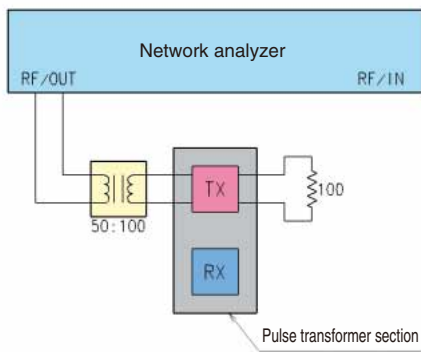 Network analyzer
RF/OUT RF/IN
TX
100
50:100
RX
Pulse transformer section